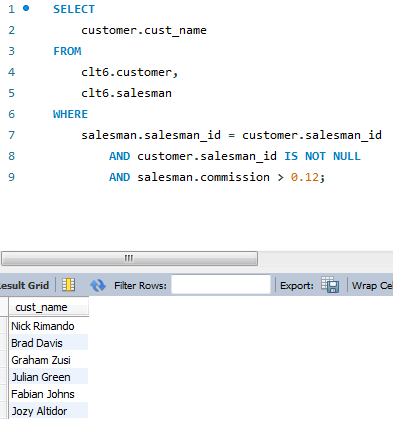 1 SELECT
2 customer.cust_name
3 FROM
4 clt6.customer,
5 clt6.salesman
6 WHERE
7 salesman.salesman_id = customer.salesman_id
8 AND customer.salesman_id IS NOT NULL
9 AND salesman.commission > 0.12;
esult Grid Filter Rows: Export: Wrap Cel
cust_name
Nick Rimando
Brad Davis
Graham Zusi
Julian Green
Fabian Johns
Jozy Altidor